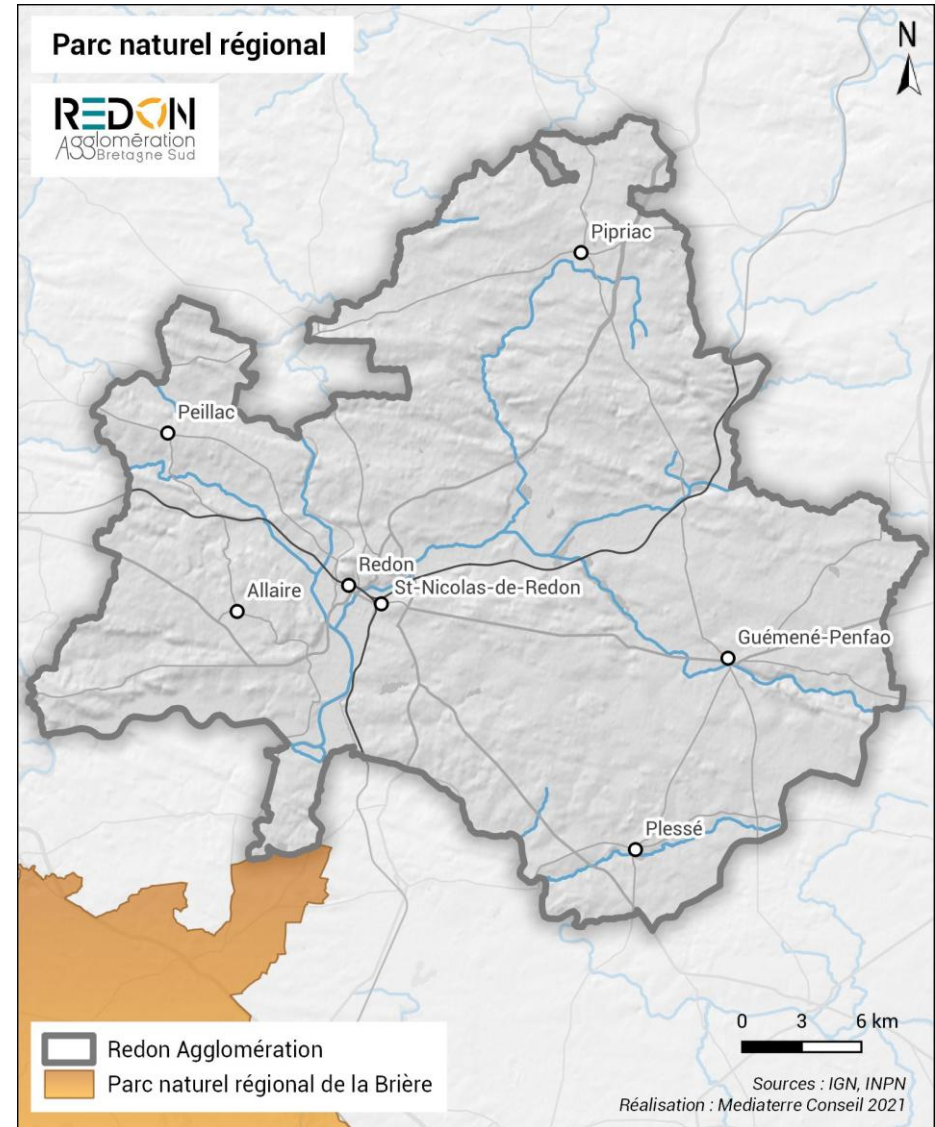 Parc naturel régional
REDON
Agglomération
Bretagne Sud
N
Pipriac
Peillac
Redon
St-Nicolas-de-Redon
Allaire
Guémené-Penfao
Plessé
0 3 6 km
Redon Agglomération
Parc naturel régional de la Brière
Sources : IGN, INPN
Réalisation : Mediaterre Conseil 2021